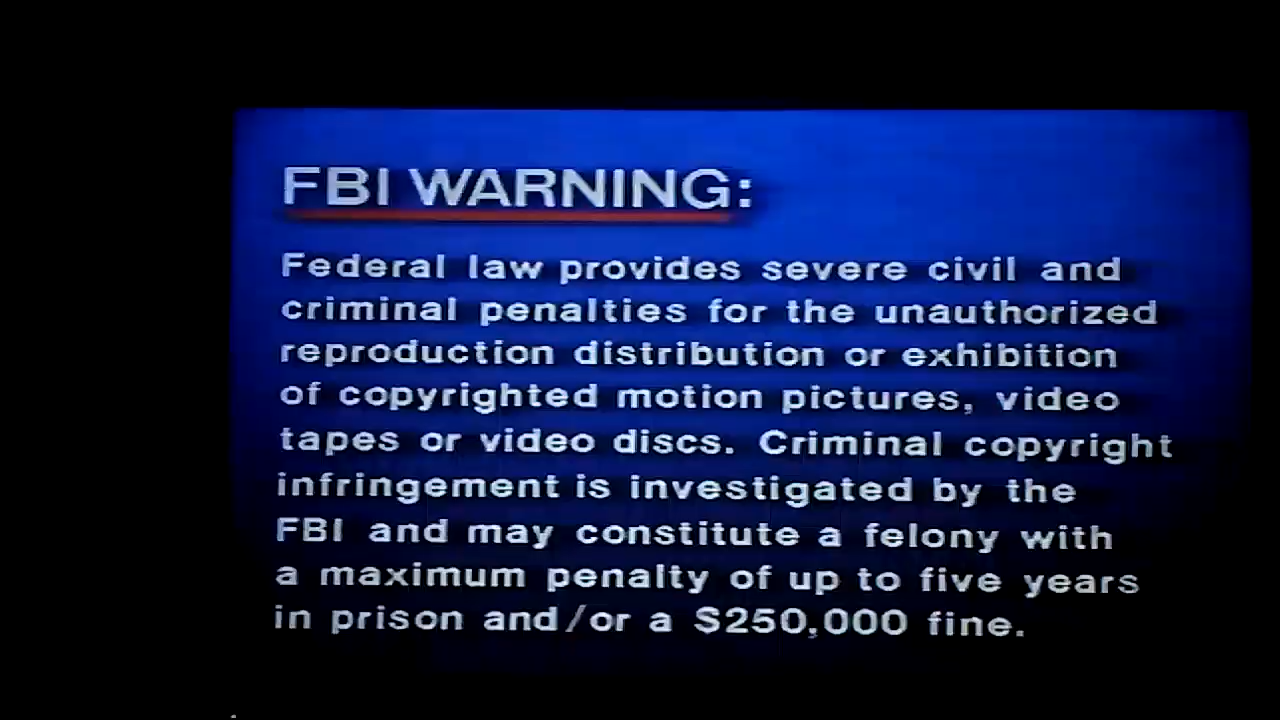 FBI WARNING:
Federal law provides severe civil and
criminal penalties for the unauthorized
reproduction distribution or exhibition
of copyrighted motion pictures, video
tapes or video discs. Criminal copyright
infringement is investigated by the
FBI and may constitute a felony with
a maximum penalty of up to five years
in prison and/or a $250,000 fine.